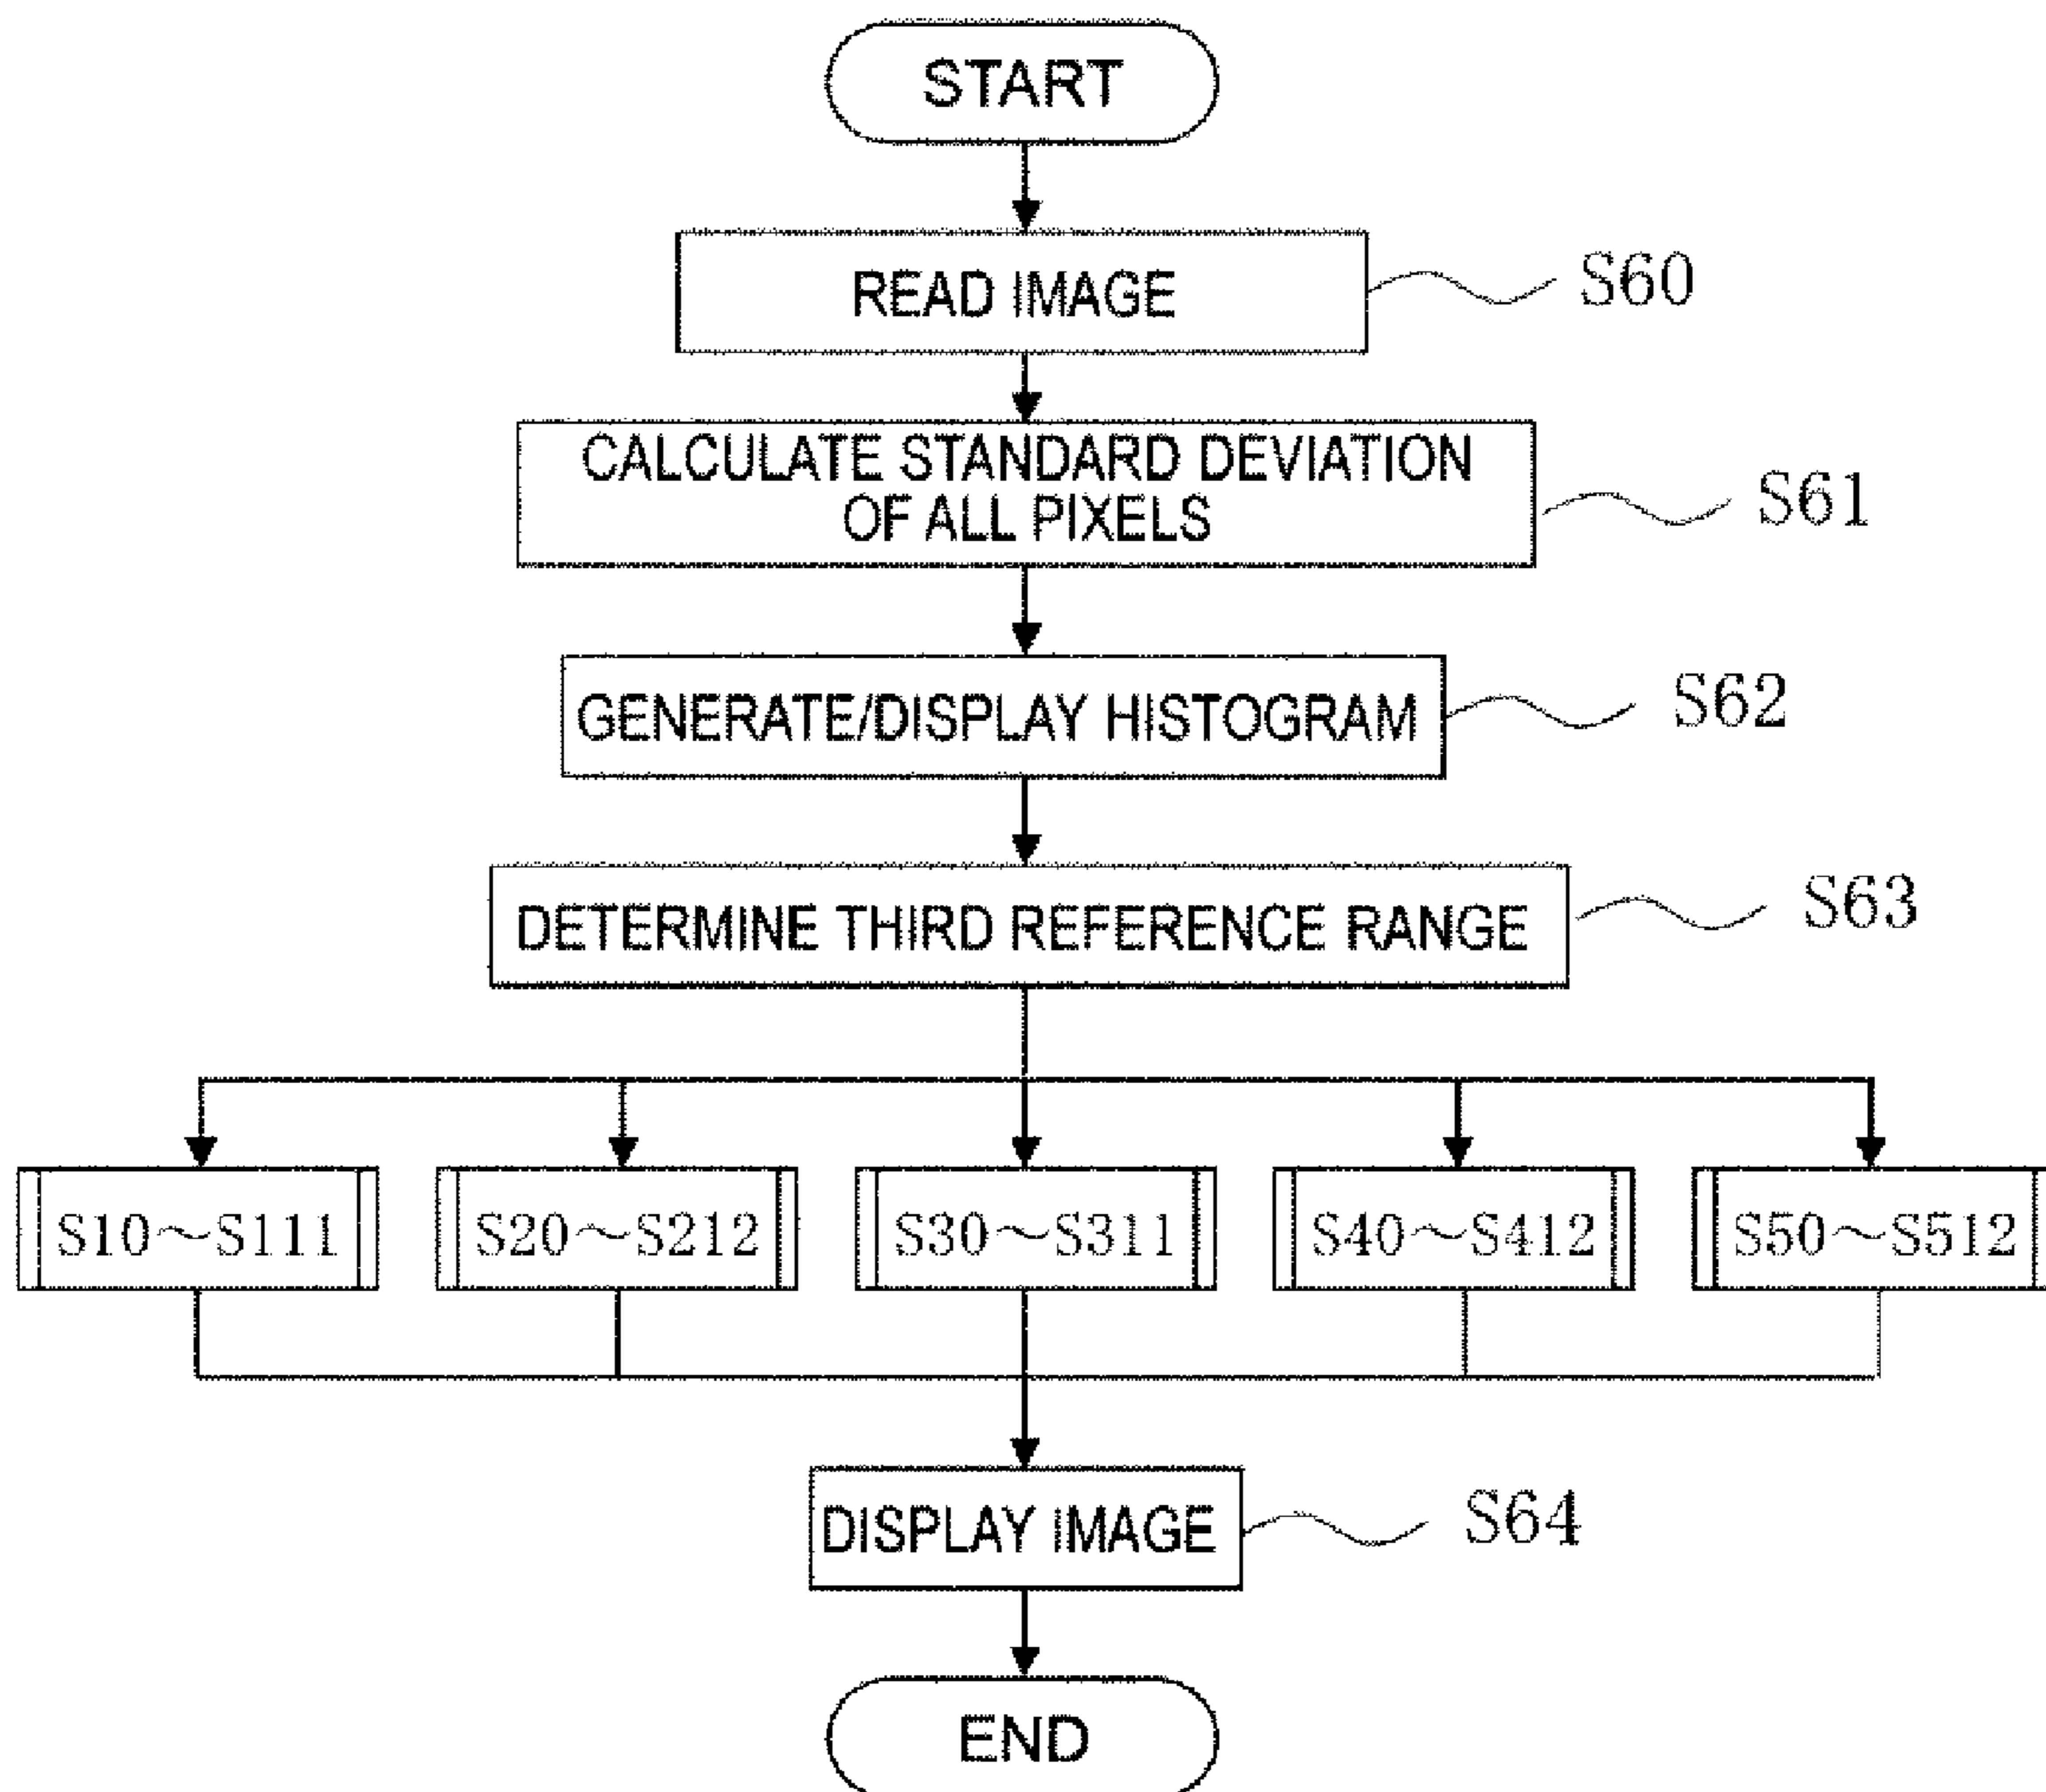 START
READ IMAGE
S60
CALCULATE STANDARD DEVIATION
OF ALL PIXELS
S61
GENERATE/DISPLAY HISTOGRAM
S62
DETERMINE THIRD REFERENCE RANGE
S63
S10～S111
S20～S212
S30～S311
S40～S412
S50～S512
DISPLAY IMAGE
S64
END